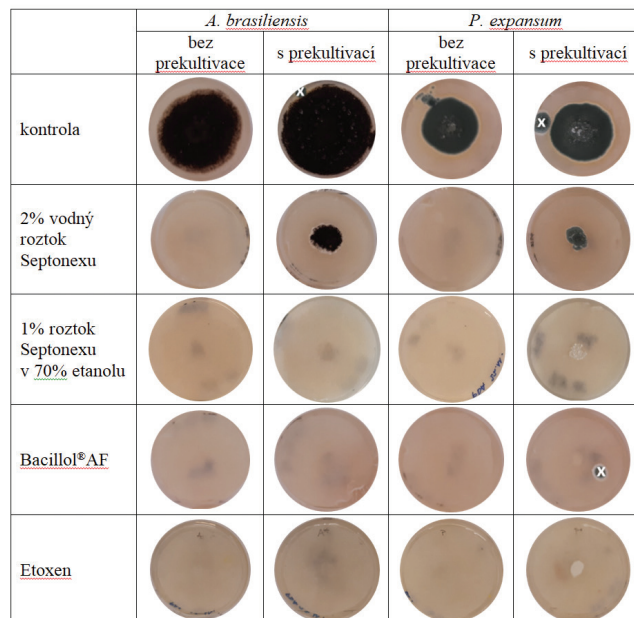 A. brasiliensis
P. expansum
bez
prekultivace
s prekultivací
bez
prekultivace
s prekultivací
kontrola
X
X
2% vodný
roztok
Septonexu
1% roztok
Septonexu
v 70% etanolu
Bacillol®AF
X
Etoxen